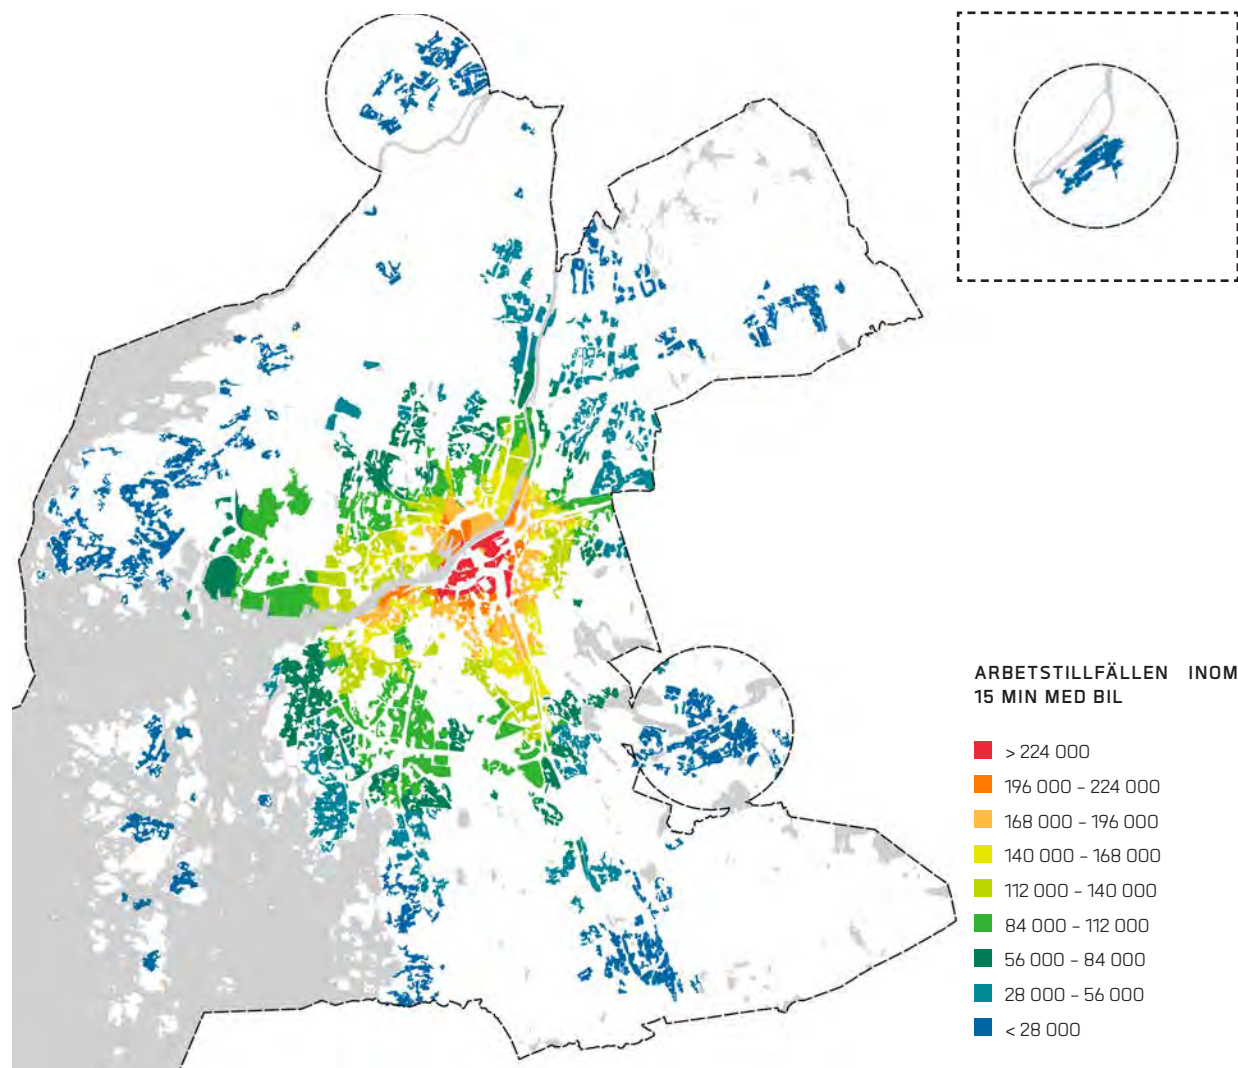 ARBETSTILLFÄLLEN INOM
15 MIN MED BIL
> 224 000
196 000 – 224 000
168 000 – 196 000
140 000 – 168 000
112 000 – 140 000
84 000 – 112 000
56 000 – 84 000
28 000 – 56 000
< 28 000